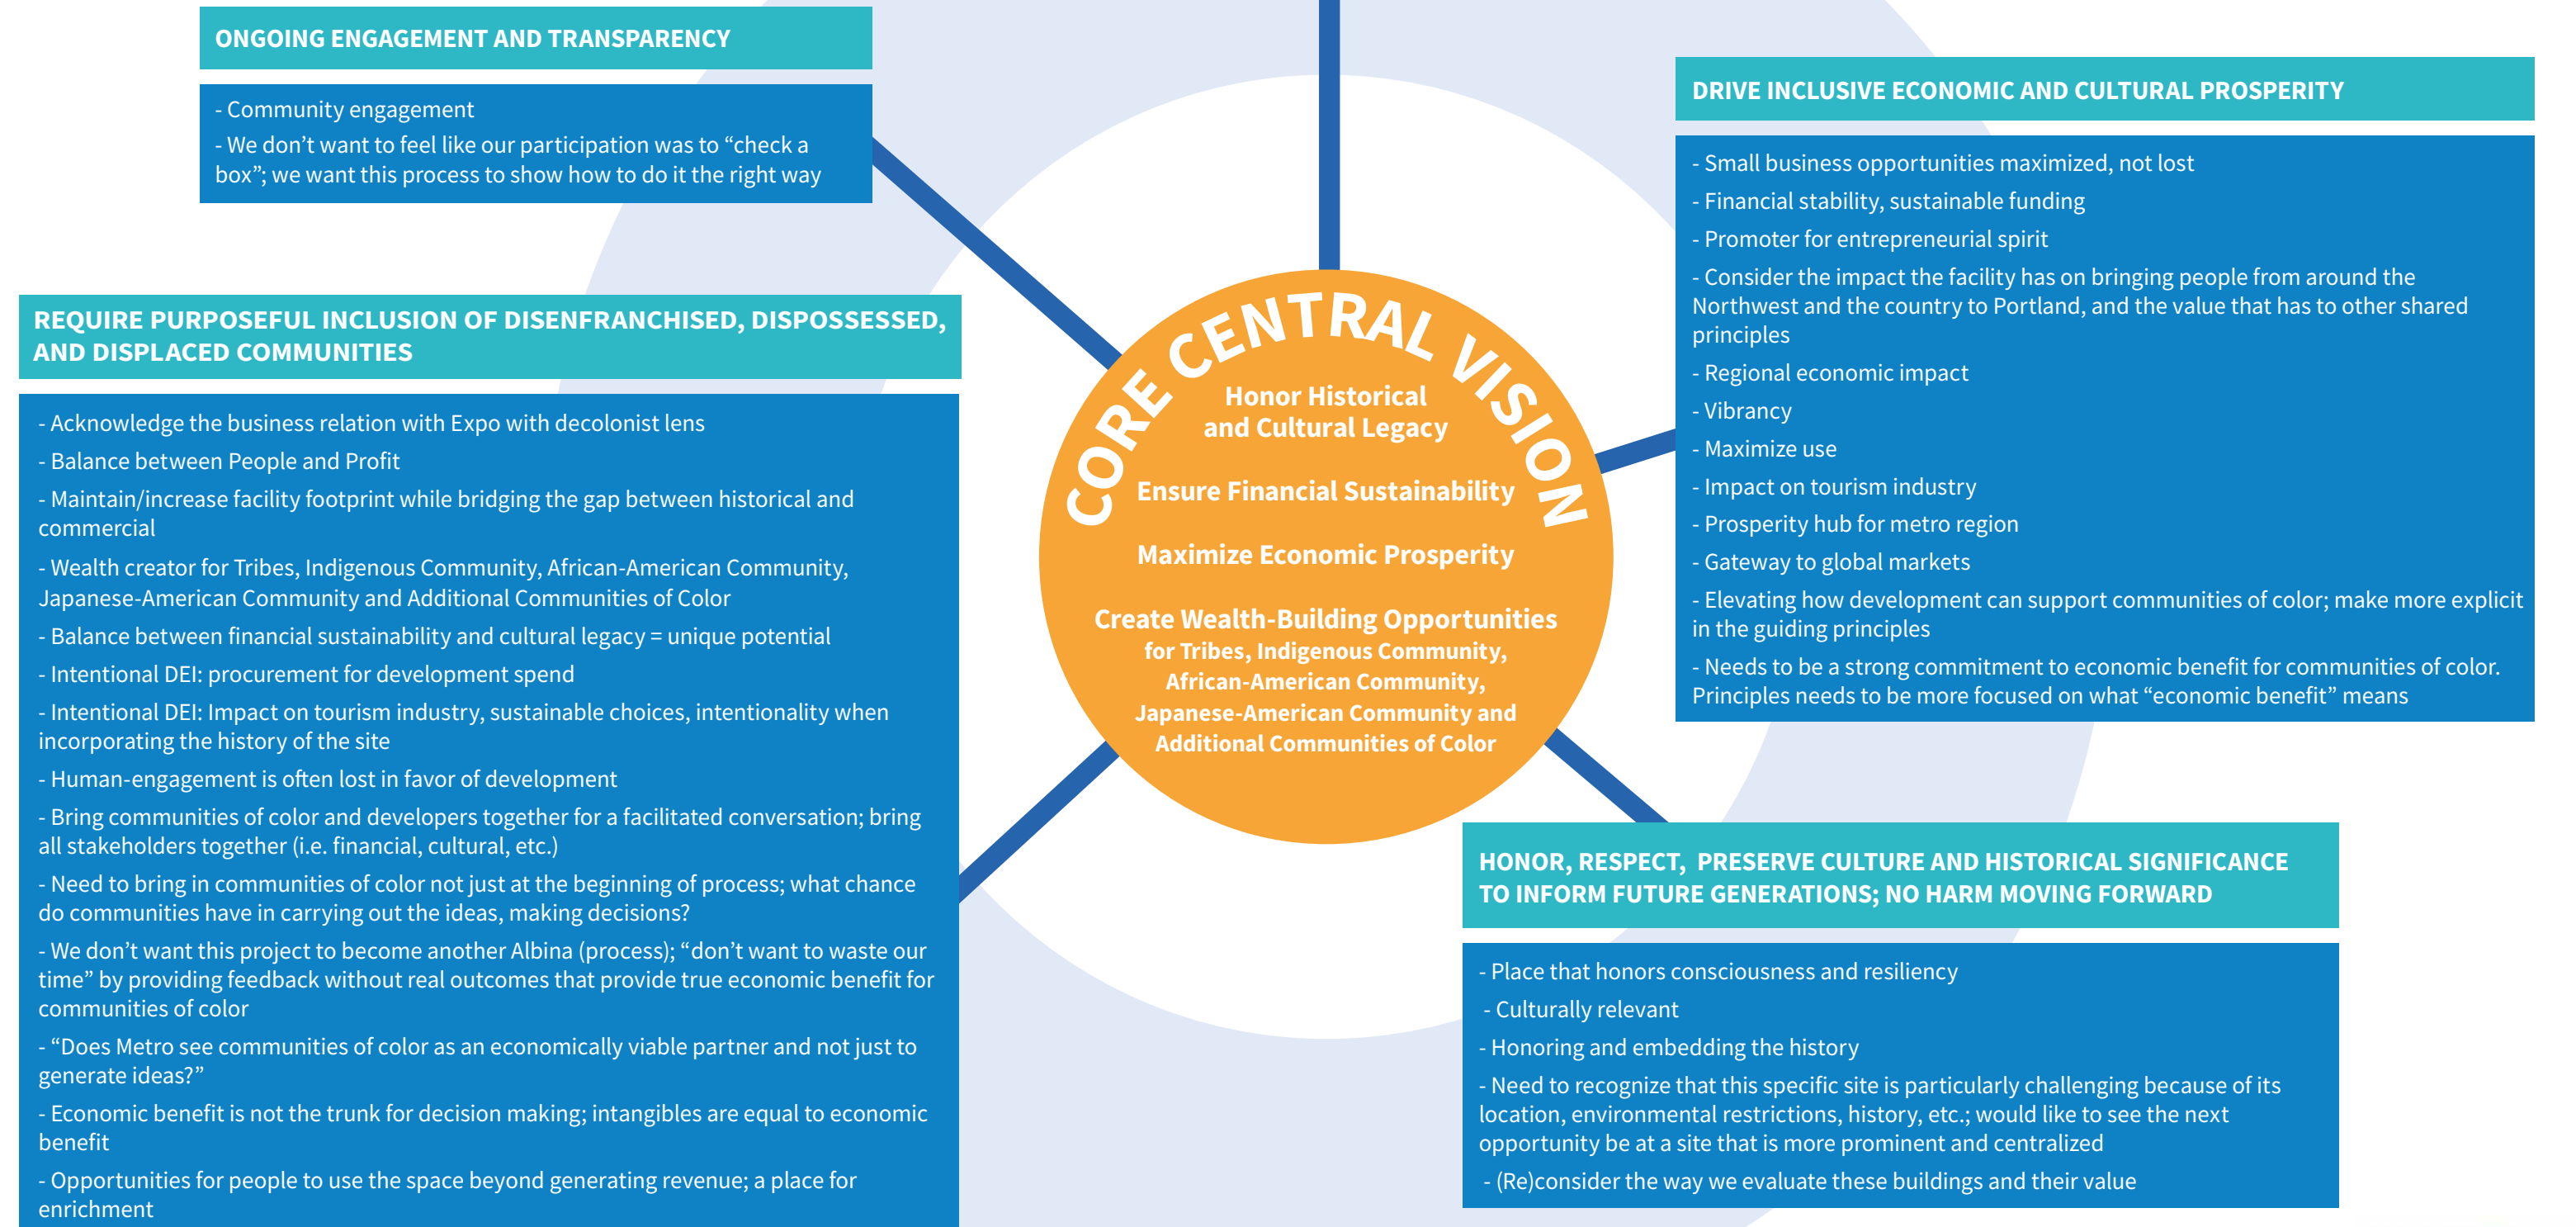 ONGOING ENGAGEMENT AND TRANSPARENCY
- Community engagement
- We don’t want to feel like our participation was to “check a
box”; we want this process to show how to do it the right way
REQUIRE PURPOSEFUL INCLUSION OF DISENFRANCHISED, DISPOSSESSED,
AND DISPLACED COMMUNITIES
- Acknowledge the business relation with Expo with decolonist lens
- Balance between People and Profit
- Maintain/increase facility footprint while bridging the gap between historical and
commercial
- Wealth creator for Tribes, Indigenous Community, African-American Community,
Japanese-American Community and Additional Communities of Color
- Balance between financial sustainability and cultural legacy = unique potential
- Intentional DEI: procurement for development spend
- Intentional DEI: Impact on tourism industry, sustainable choices, intentionality when
incorporating the history of the site
- Human-engagement is often lost in favor of development
- Bring communities of color and developers together for a facilitated conversation; bring
all stakeholders together (i.e. financial, cultural, etc.)
- Need to bring in communities of color not just at the beginning of process; what chance
do communities have in carrying out the ideas, making decisions?
- We don’t want this project to become another Albina (process); “don’t want to waste our
time” by providing feedback without real outcomes that provide true economic benefit for
communities of color
- “Does Metro see communities of color as an economically viable partner and not just to
generate ideas?”
- Economic benefit is not the trunk for decision making; intangibles are equal to economic
benefit
- Opportunities for people to use the space beyond generating revenue; a place for
enrichment
CORE CENTRAL VISION
Honor Historical
and Cultural Legacy
Ensure Financial Sustainability
Maximize Economic Prosperity
Create Wealth-Building Opportunities
for Tribes, Indigenous Community,
African-American Community,
Japanese-American Community and
Additional Communities of Color
DRIVE INCLUSIVE ECONOMIC AND CULTURAL PROSPERITY
- Small business opportunities maximized, not lost
- Financial stability, sustainable funding
- Promoter for entrepreneurial spirit
- Consider the impact the facility has on bringing people from around the
Northwest and the country to Portland, and the value that has to other shared
principles
- Regional economic impact
- Vibrancy
- Maximize use
- Impact on tourism industry
- Prosperity hub for metro region
- Gateway to global markets
- Elevating how development can support communities of color; make more explicit
in the guiding principles
- Needs to be a strong commitment to economic benefit for communities of color.
Principles needs to be more focused on what “economic benefit” means
HONOR, RESPECT, PRESERVE CULTURE AND HISTORICAL SIGNIFICANCE
TO INFORM FUTURE GENERATIONS; NO HARM MOVING FORWARD
- Place that honors consciousness and resiliency
- Culturally relevant
- Honoring and embedding the history
- Need to recognize that this specific site is particularly challenging because of its
location, environmental restrictions, history, etc.; would like to see the next
opportunity be at a site that is more prominent and centralized
- (Re)consider the way we evaluate these buildings and their value